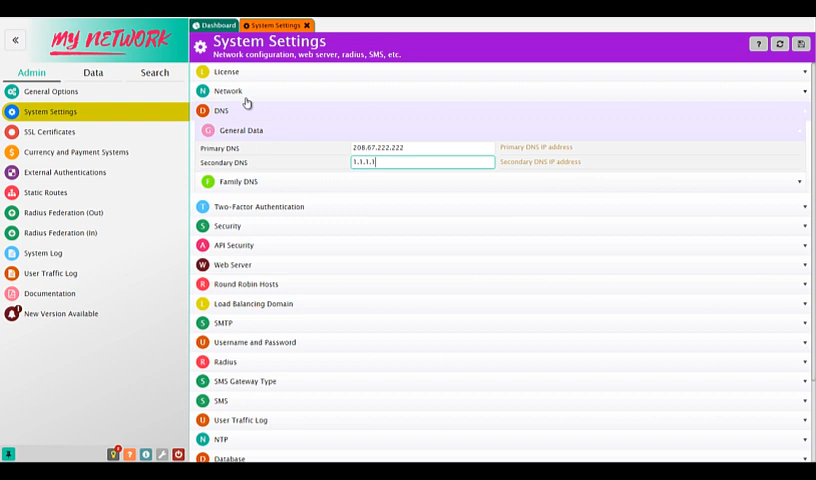 Dashboard
System Settings
MY NETWORK
System Settings
Network configuration, web server, radius, SMS, etc.
?
Admin
Data
Search
General Options
System Settings
SSL Certificates
$ Currency and Payment Systems
External Authentications
Static Routes
Radius Federation (Out)
Radius Federation (In)
System Log
User Traffic Log
Documentation
1 New Version Available
L License
N Network
D DNS
G General Data
Primary DNS 208.67.222.222 Primary DNS IP address
Secondary DNS 1.1.1.1 Secondary DNS IP address
F Family DNS
T Two-Factor Authentication
S Security
A API Security
W Web Server
R Round Robin Hosts
L Load Balancing Domain
S SMTP
U Username and Password
R Radius
S SMS Gateway Type
S SMS
U User Traffic Log
N NTP
D Database